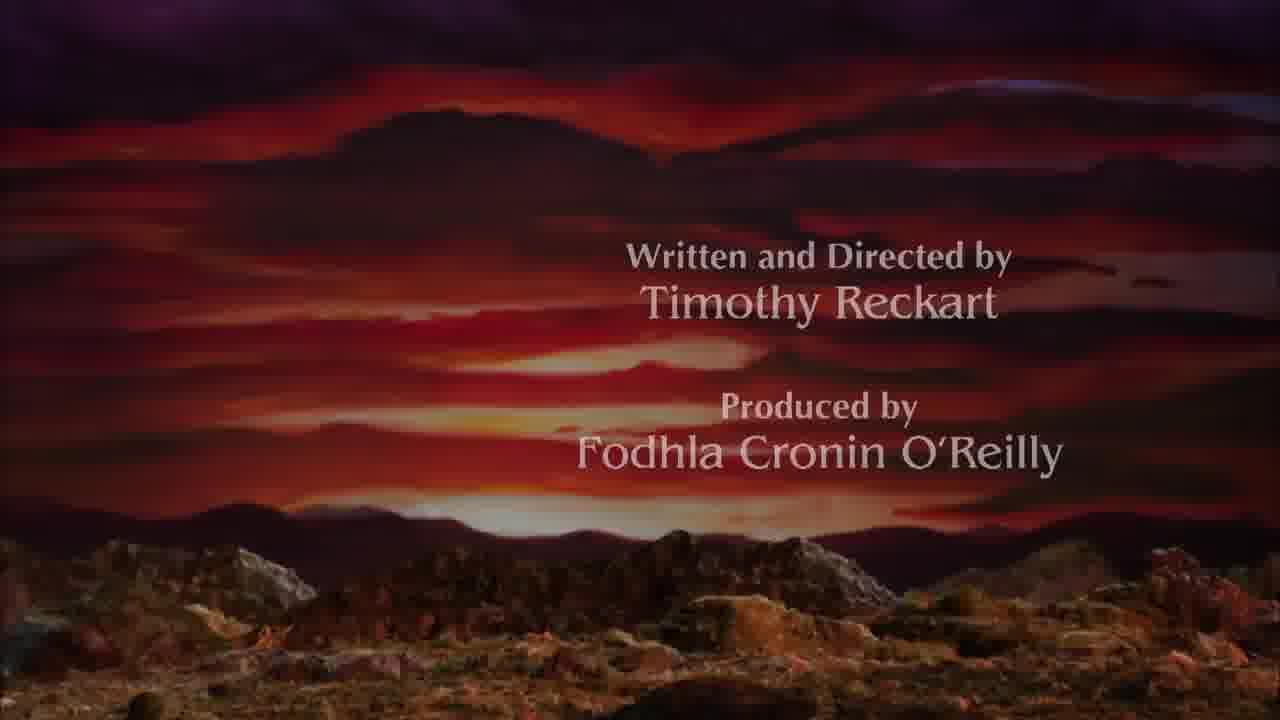 Written and Directed by
Timothy Reckart
Produced by
Fodhla Cronin O'Reilly